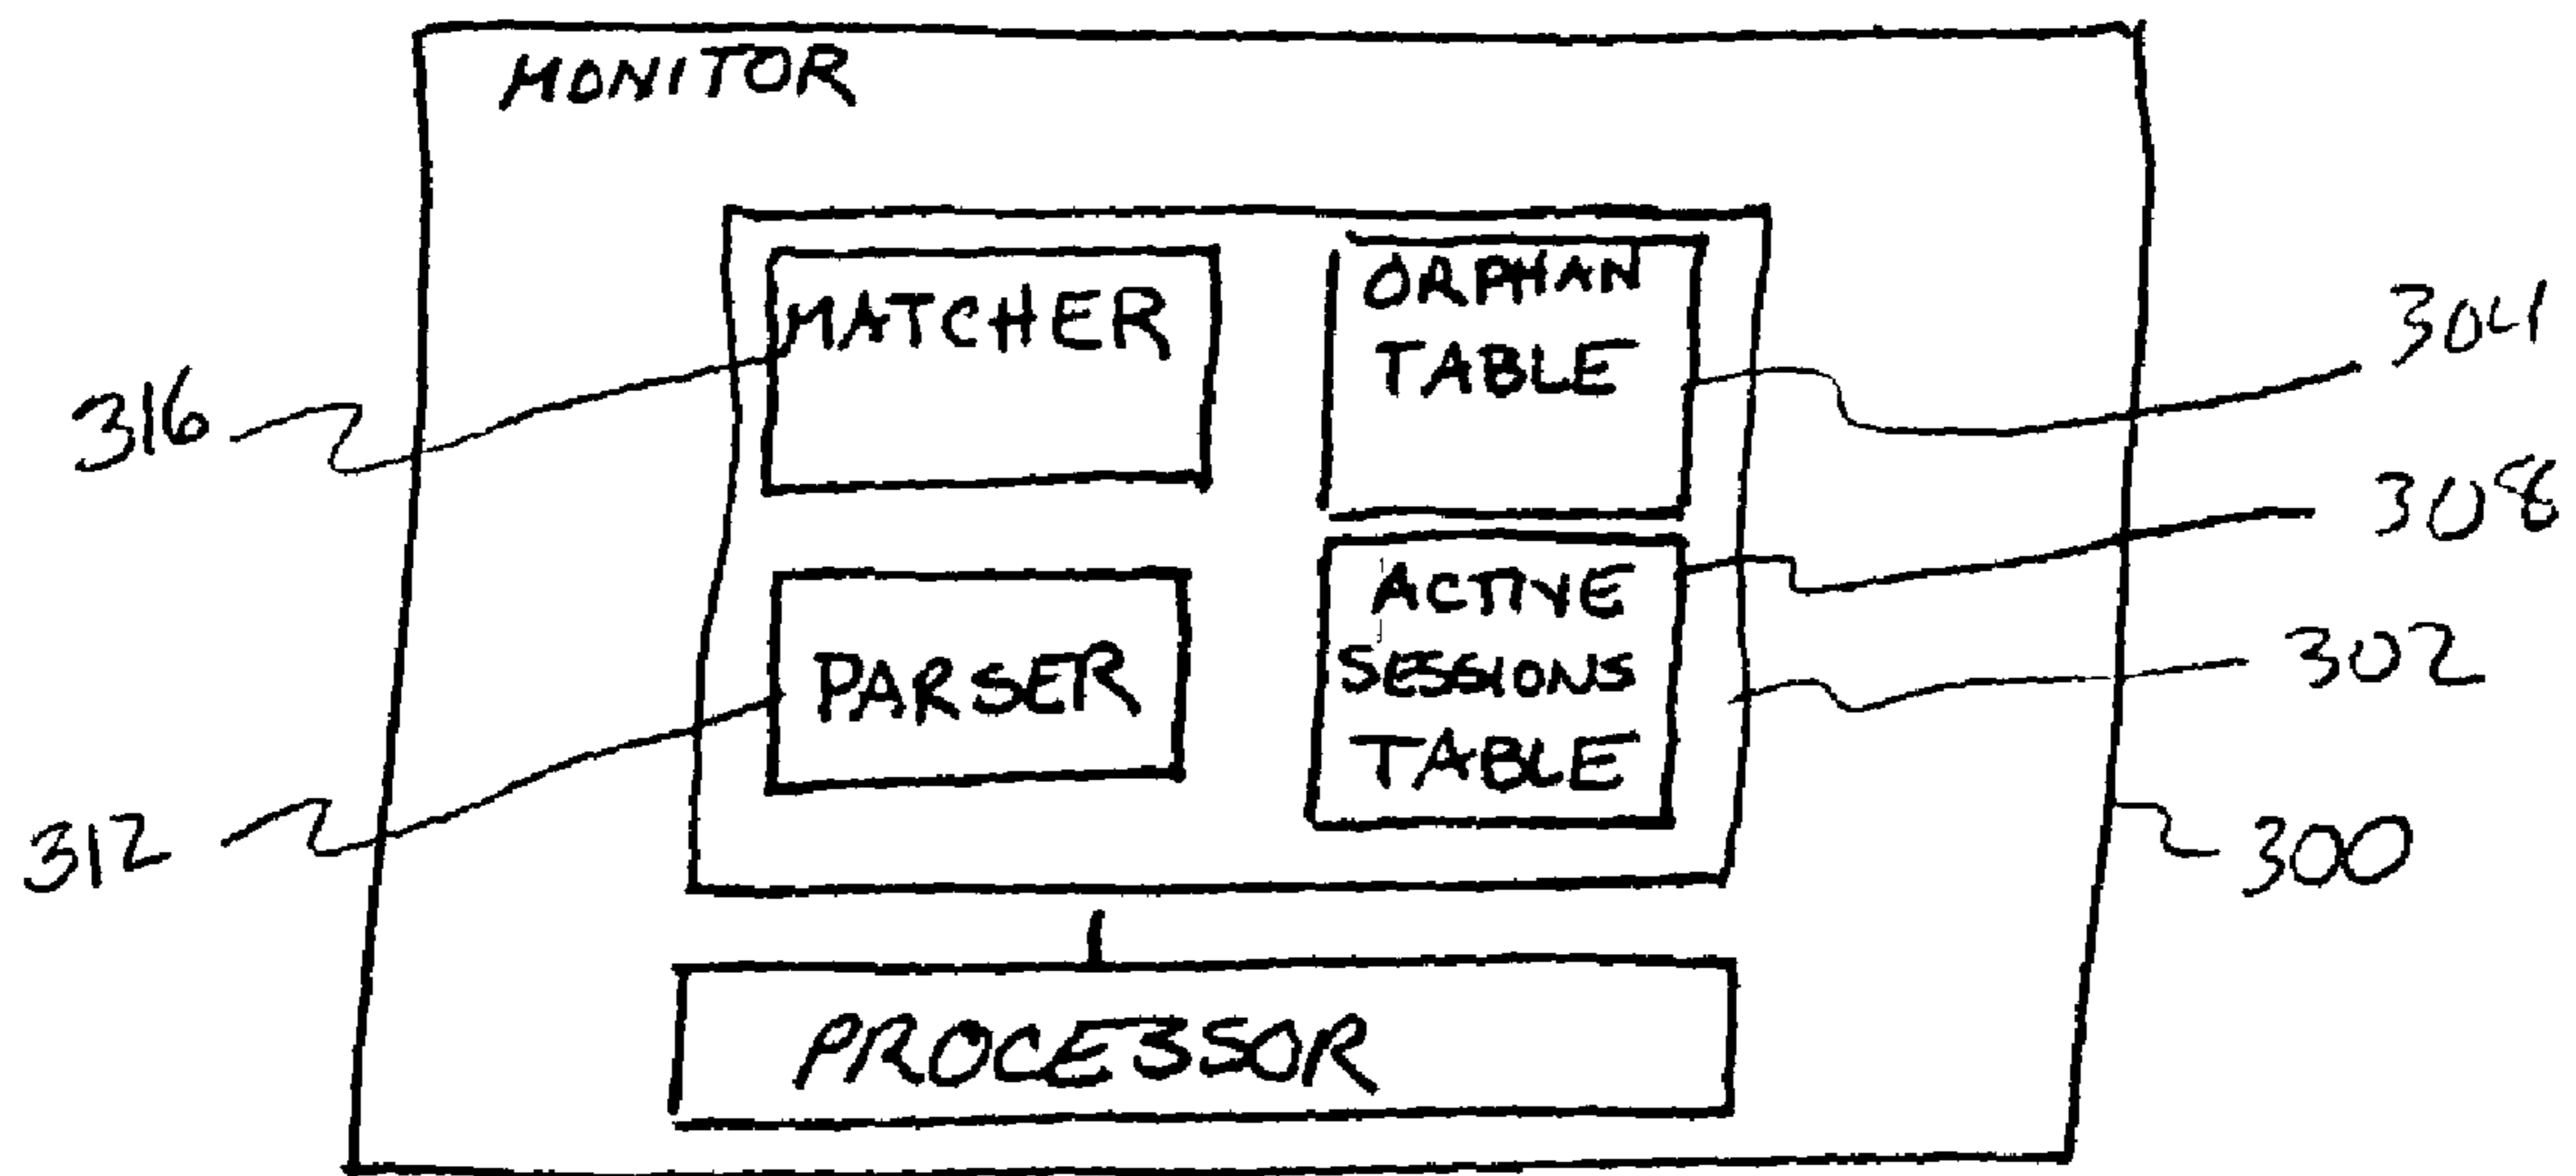 MONITOR
MATCHER
ORPHAN
TABLE
304
316
308
ACTIVE
SESSIONS
TABLE
PARSER
302
312
300
PROCESSOR